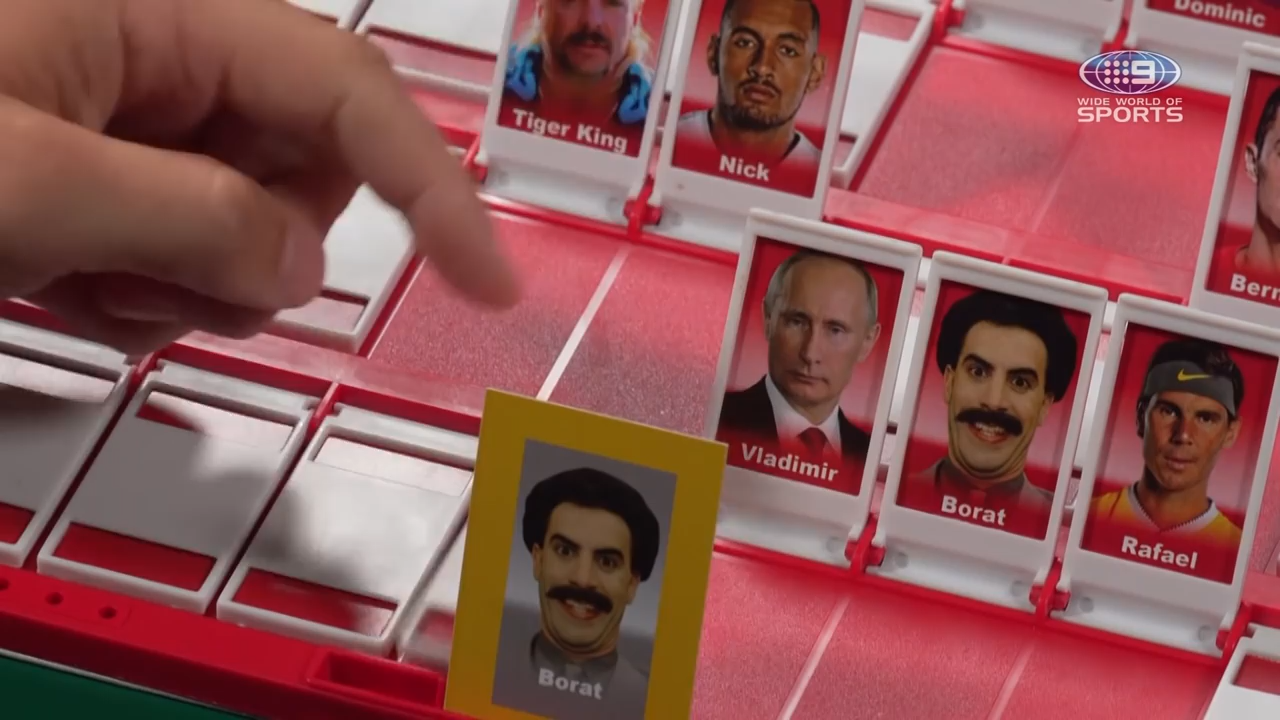 Dominic
Tiger King
Nick
9
WIDE WORLD OF
SPORTS
Vladimir
Borat
Rafael
Borat